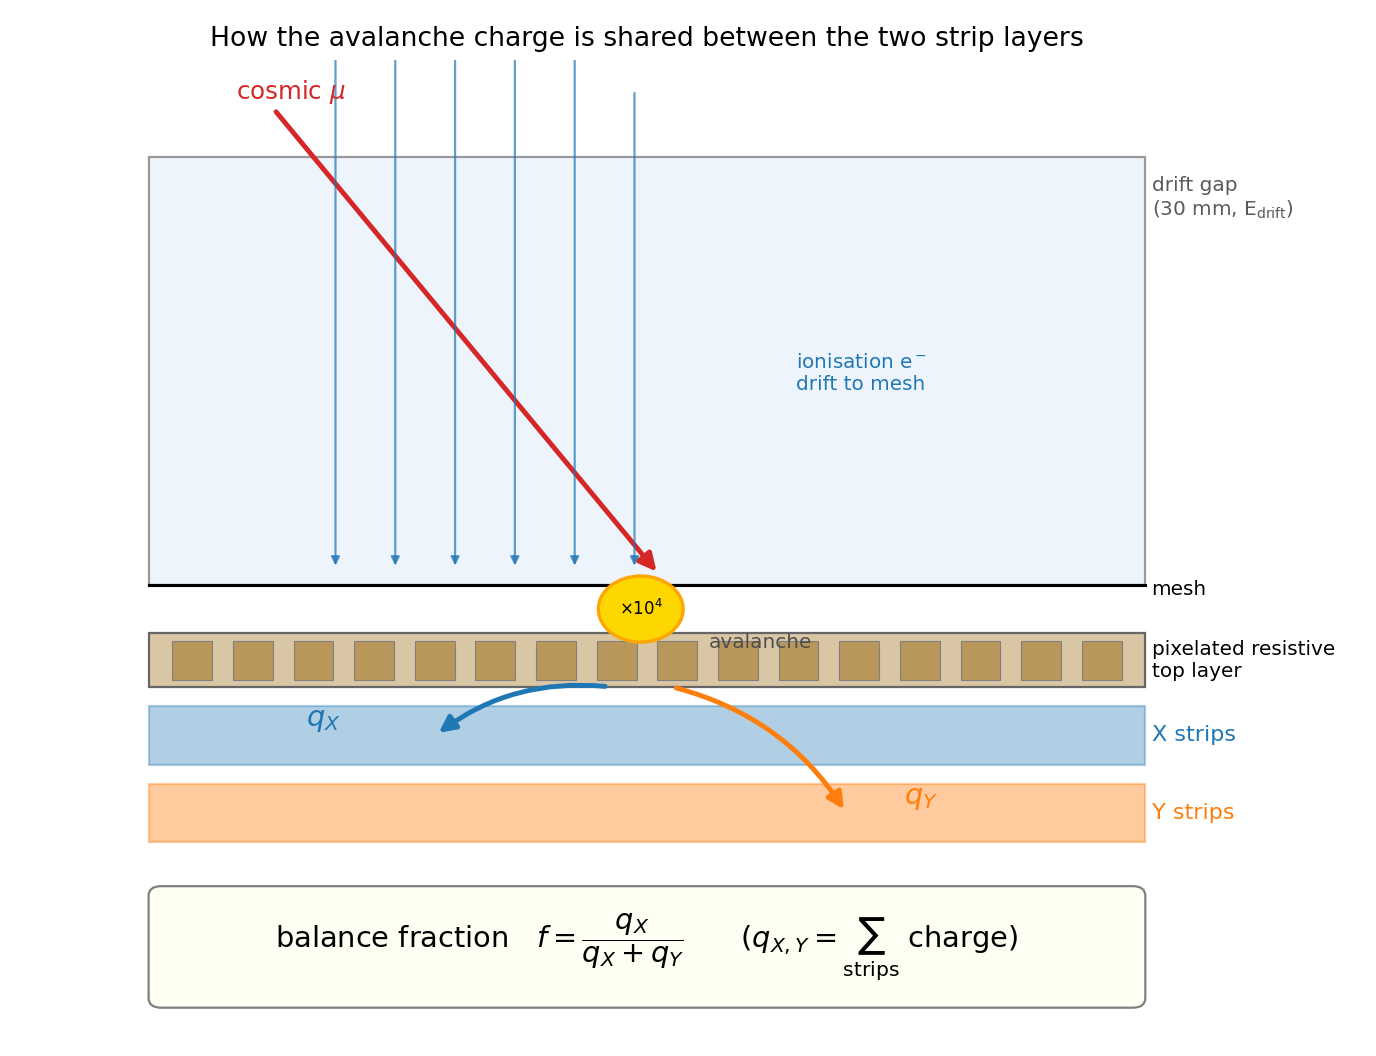 How the avalanche charge is shared between the two strip layers
cosmic μ
drift gap
(30 mm, E_drift)
ionisation e⁻
drift to mesh
mesh
×10⁴
avalanche
pixelated resistive
top layer
q_X
X strips
q_Y
Y strips
balance fraction f = q_X / (q_X + q_Y) (q_{X,Y} = ∑_strips charge)